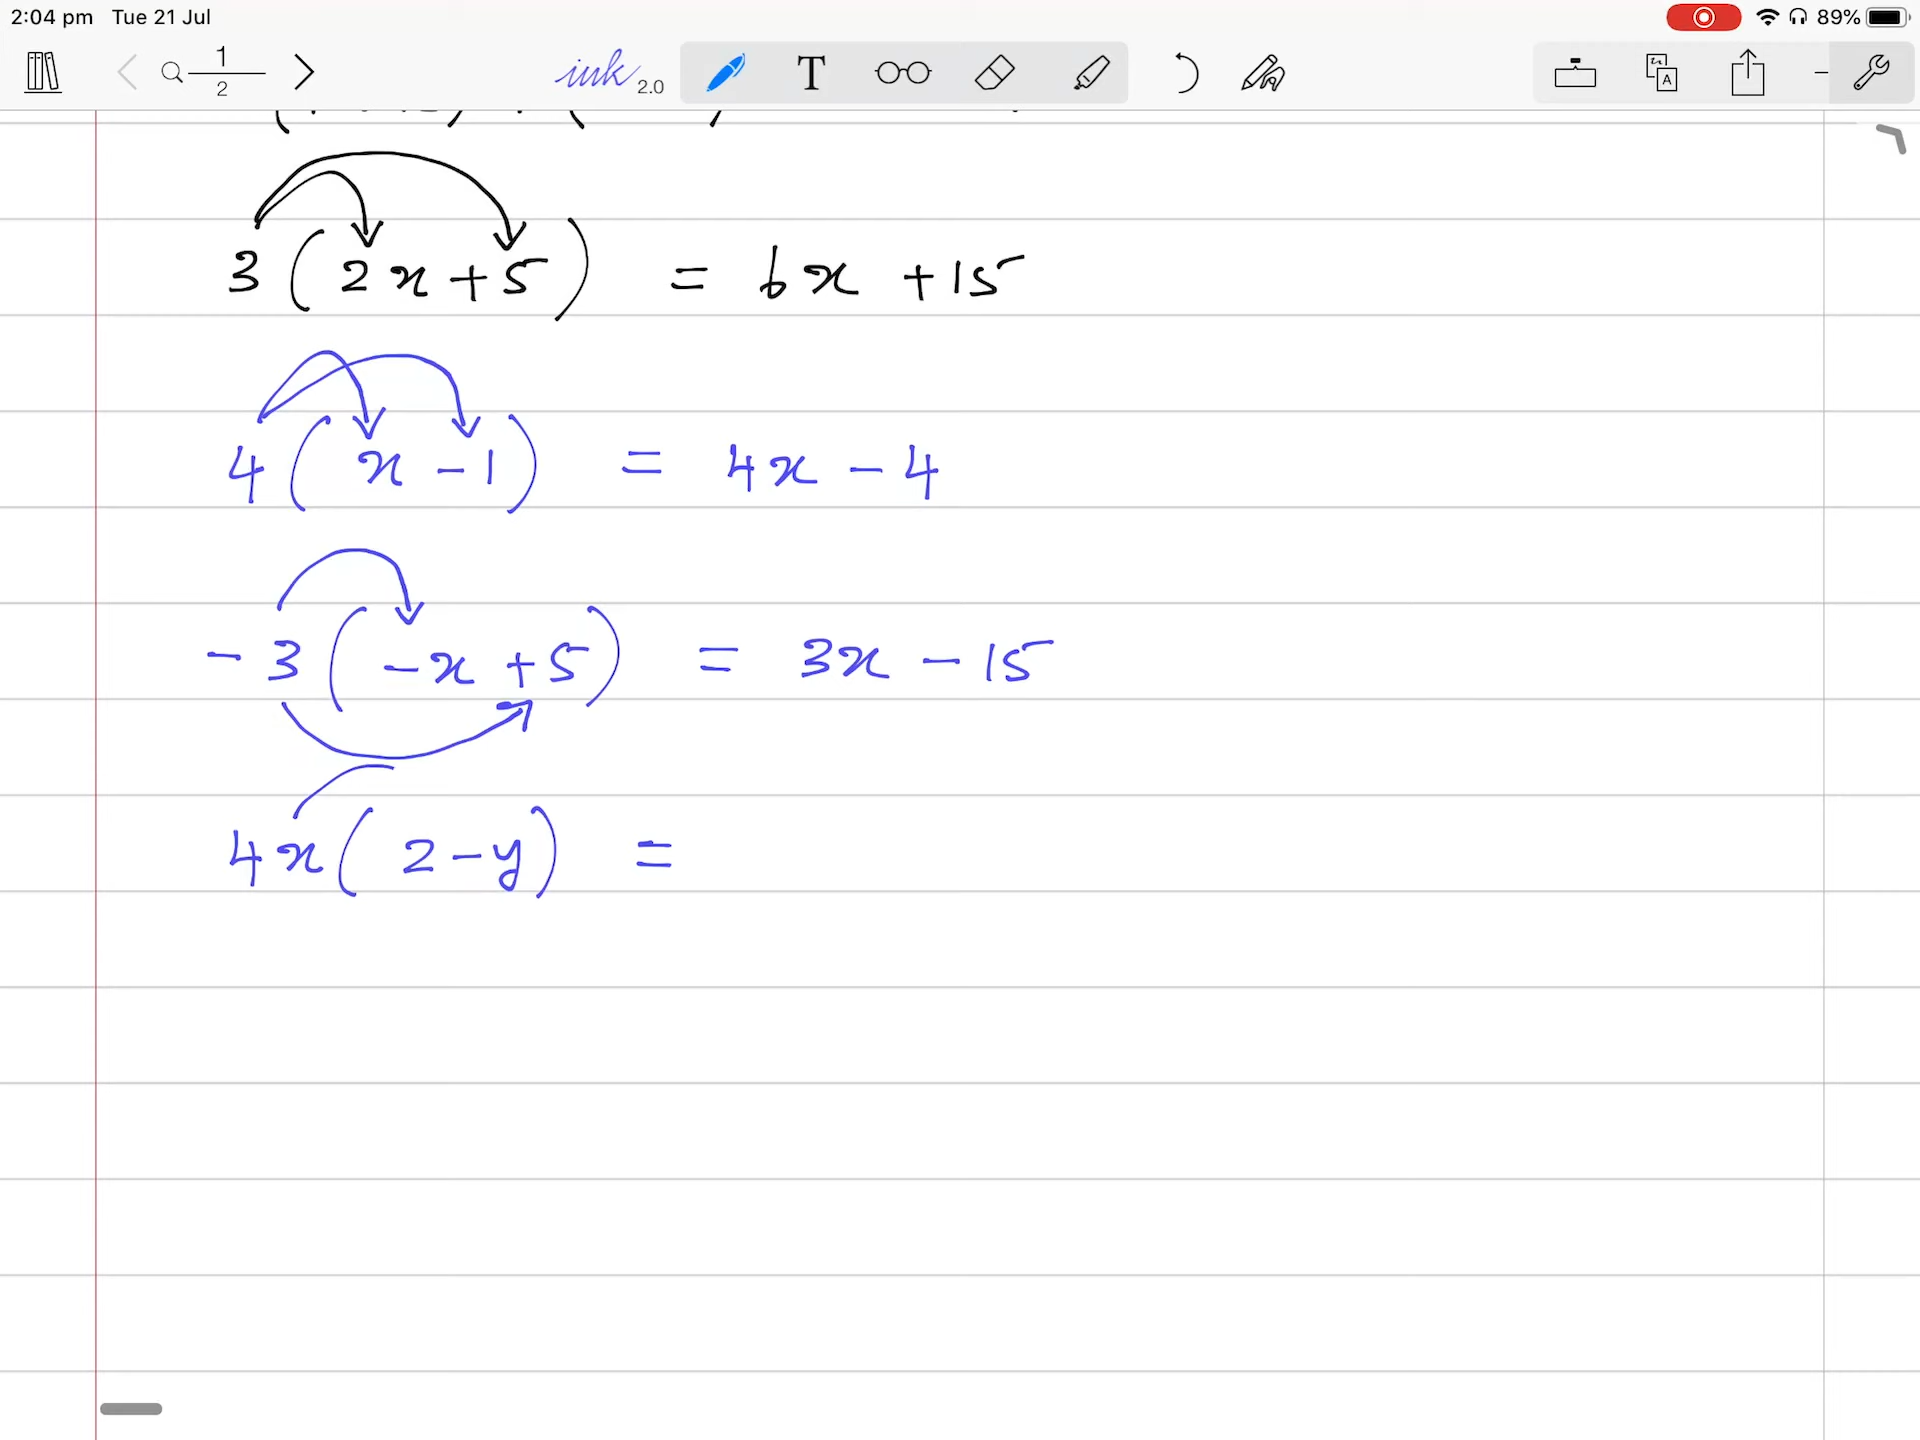 2:04 pm Tue 21 Jul 89%
1/2 ink 2.0 T A
3(2x+5) = 6x +15
4(x-1) = 4x - 4
-3(-x+5) = 3x - 15
4x(2-y) =